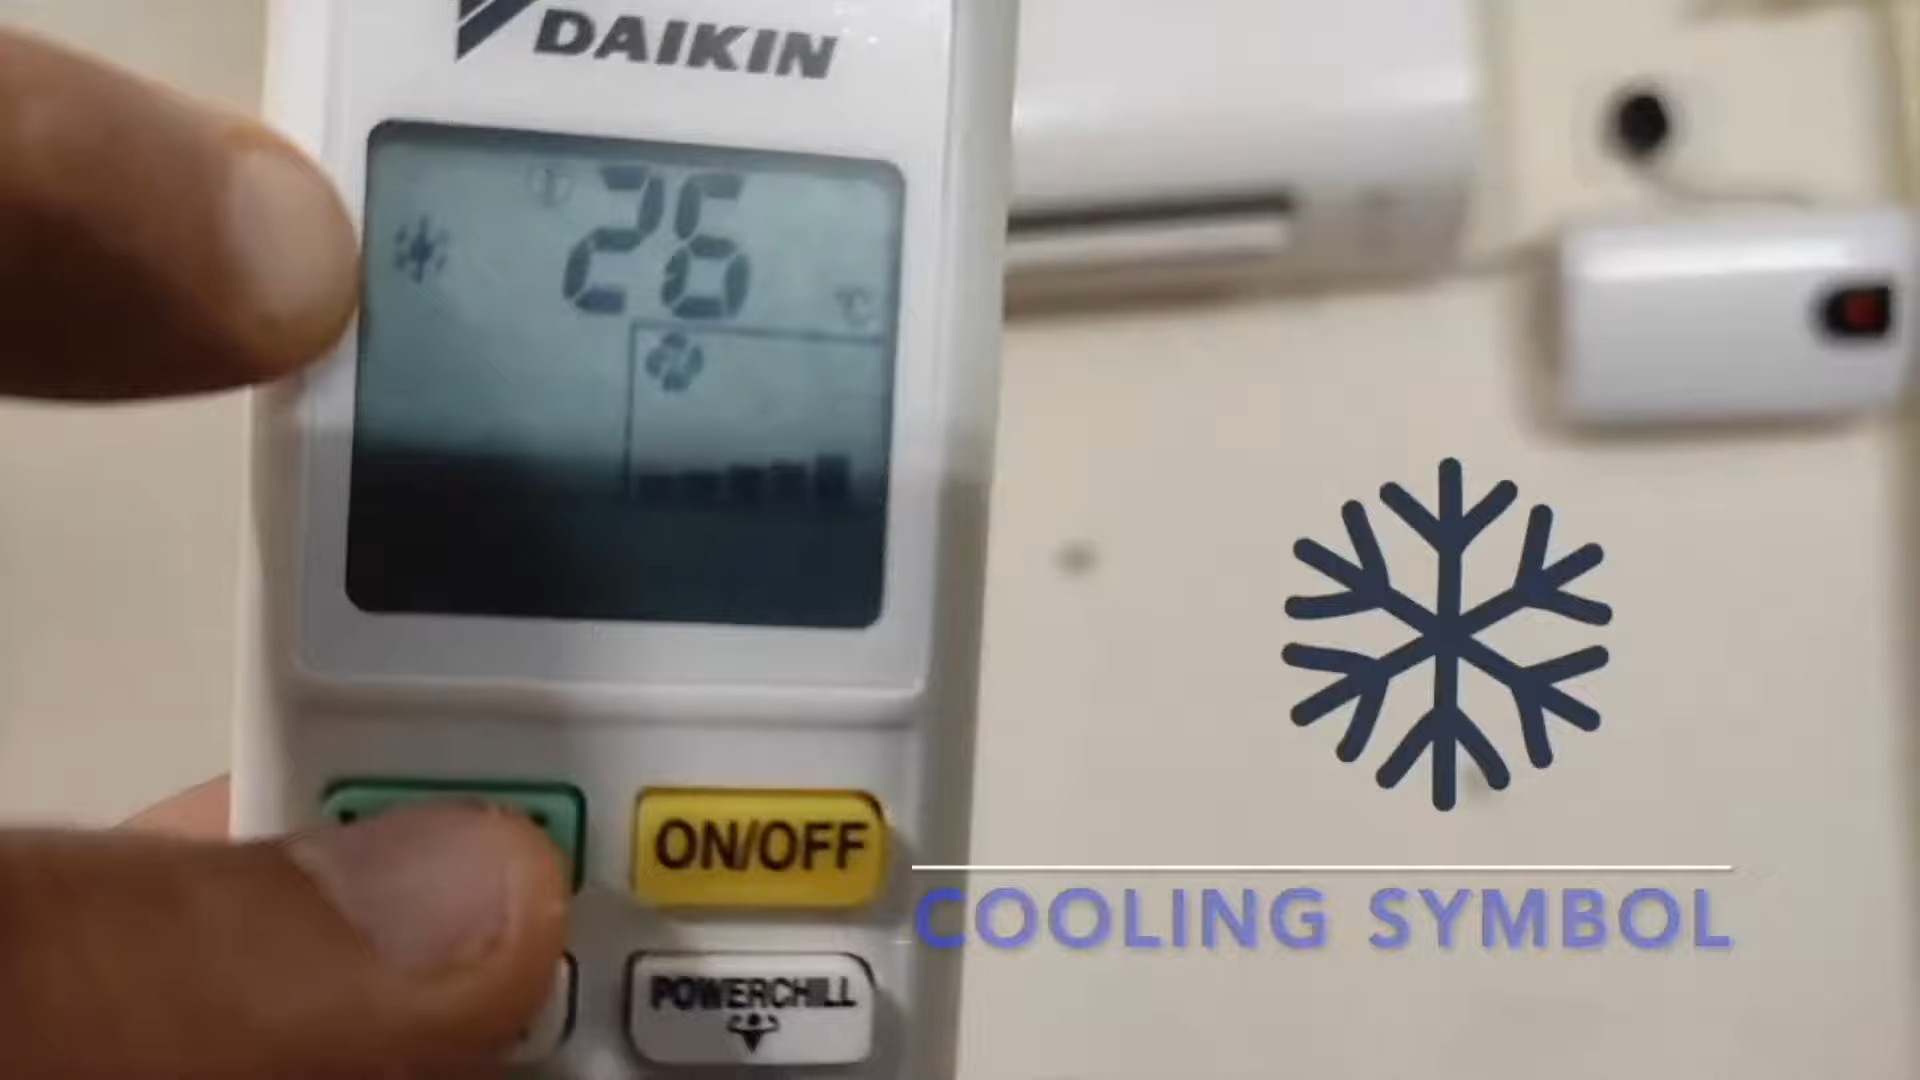 DAIKIN
26
°C
ON/OFF
COOLING SYMBOL
POWERCHILL